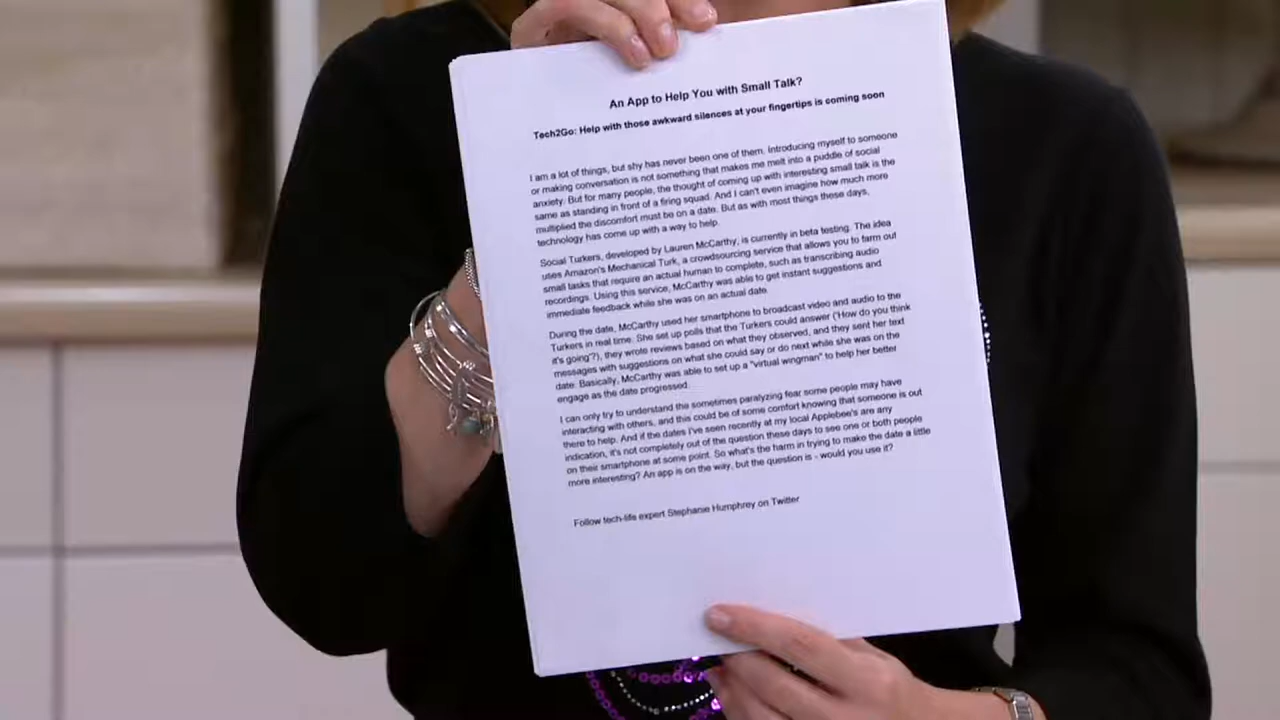 An App to Help You with Small Talk?
Tech2Go: Help with those awkward silences at your fingertips is coming soon
I am a lot of things, but shy has never been one of them. Introducing myself to someone
or making conversation is not something that makes me melt into a puddle of social
anxiety. But for many people, the thought of coming up with interesting small talk is the
same as standing in front of a firing squad. And I can't even imagine how much more
multiplied the discomfort must be on a date. But as with most things these days,
technology has come up with a way to help.
Social Turkers, developed by Lauren McCarthy, is currently in beta testing. The idea
uses Amazon's Mechanical Turk, a crowdsourcing service that allows you to farm out
small tasks that require an actual human to complete, such as transcribing audio
recordings. Using this service, McCarthy was able to get instant suggestions and
immediate feedback while she was on an actual date.
During the date, McCarthy used her smartphone to broadcast video and audio to the
Turkers in real time. She set up polls that the Turkers could answer ('How do you think
it's going'?), they wrote reviews based on what they observed, and they sent her text
messages with suggestions on what she could say or do next while she was on the
date. Basically, McCarthy was able to set up a "virtual wingman" to help her better
engage as the date progressed.
I can only try to understand the sometimes paralyzing fear some people may have
interacting with others, and this could be of some comfort knowing that someone is out
there to help. And if the dates I've seen recently at my local Applebee's are any
indication, it's not completely out of the question these days to see one or both people
on their smartphone at some point. So what's the harm in trying to make the date a little
more interesting? An app is on the way, but the question is - would you use it?
Follow tech-life expert Stephanie Humphrey on Twitter